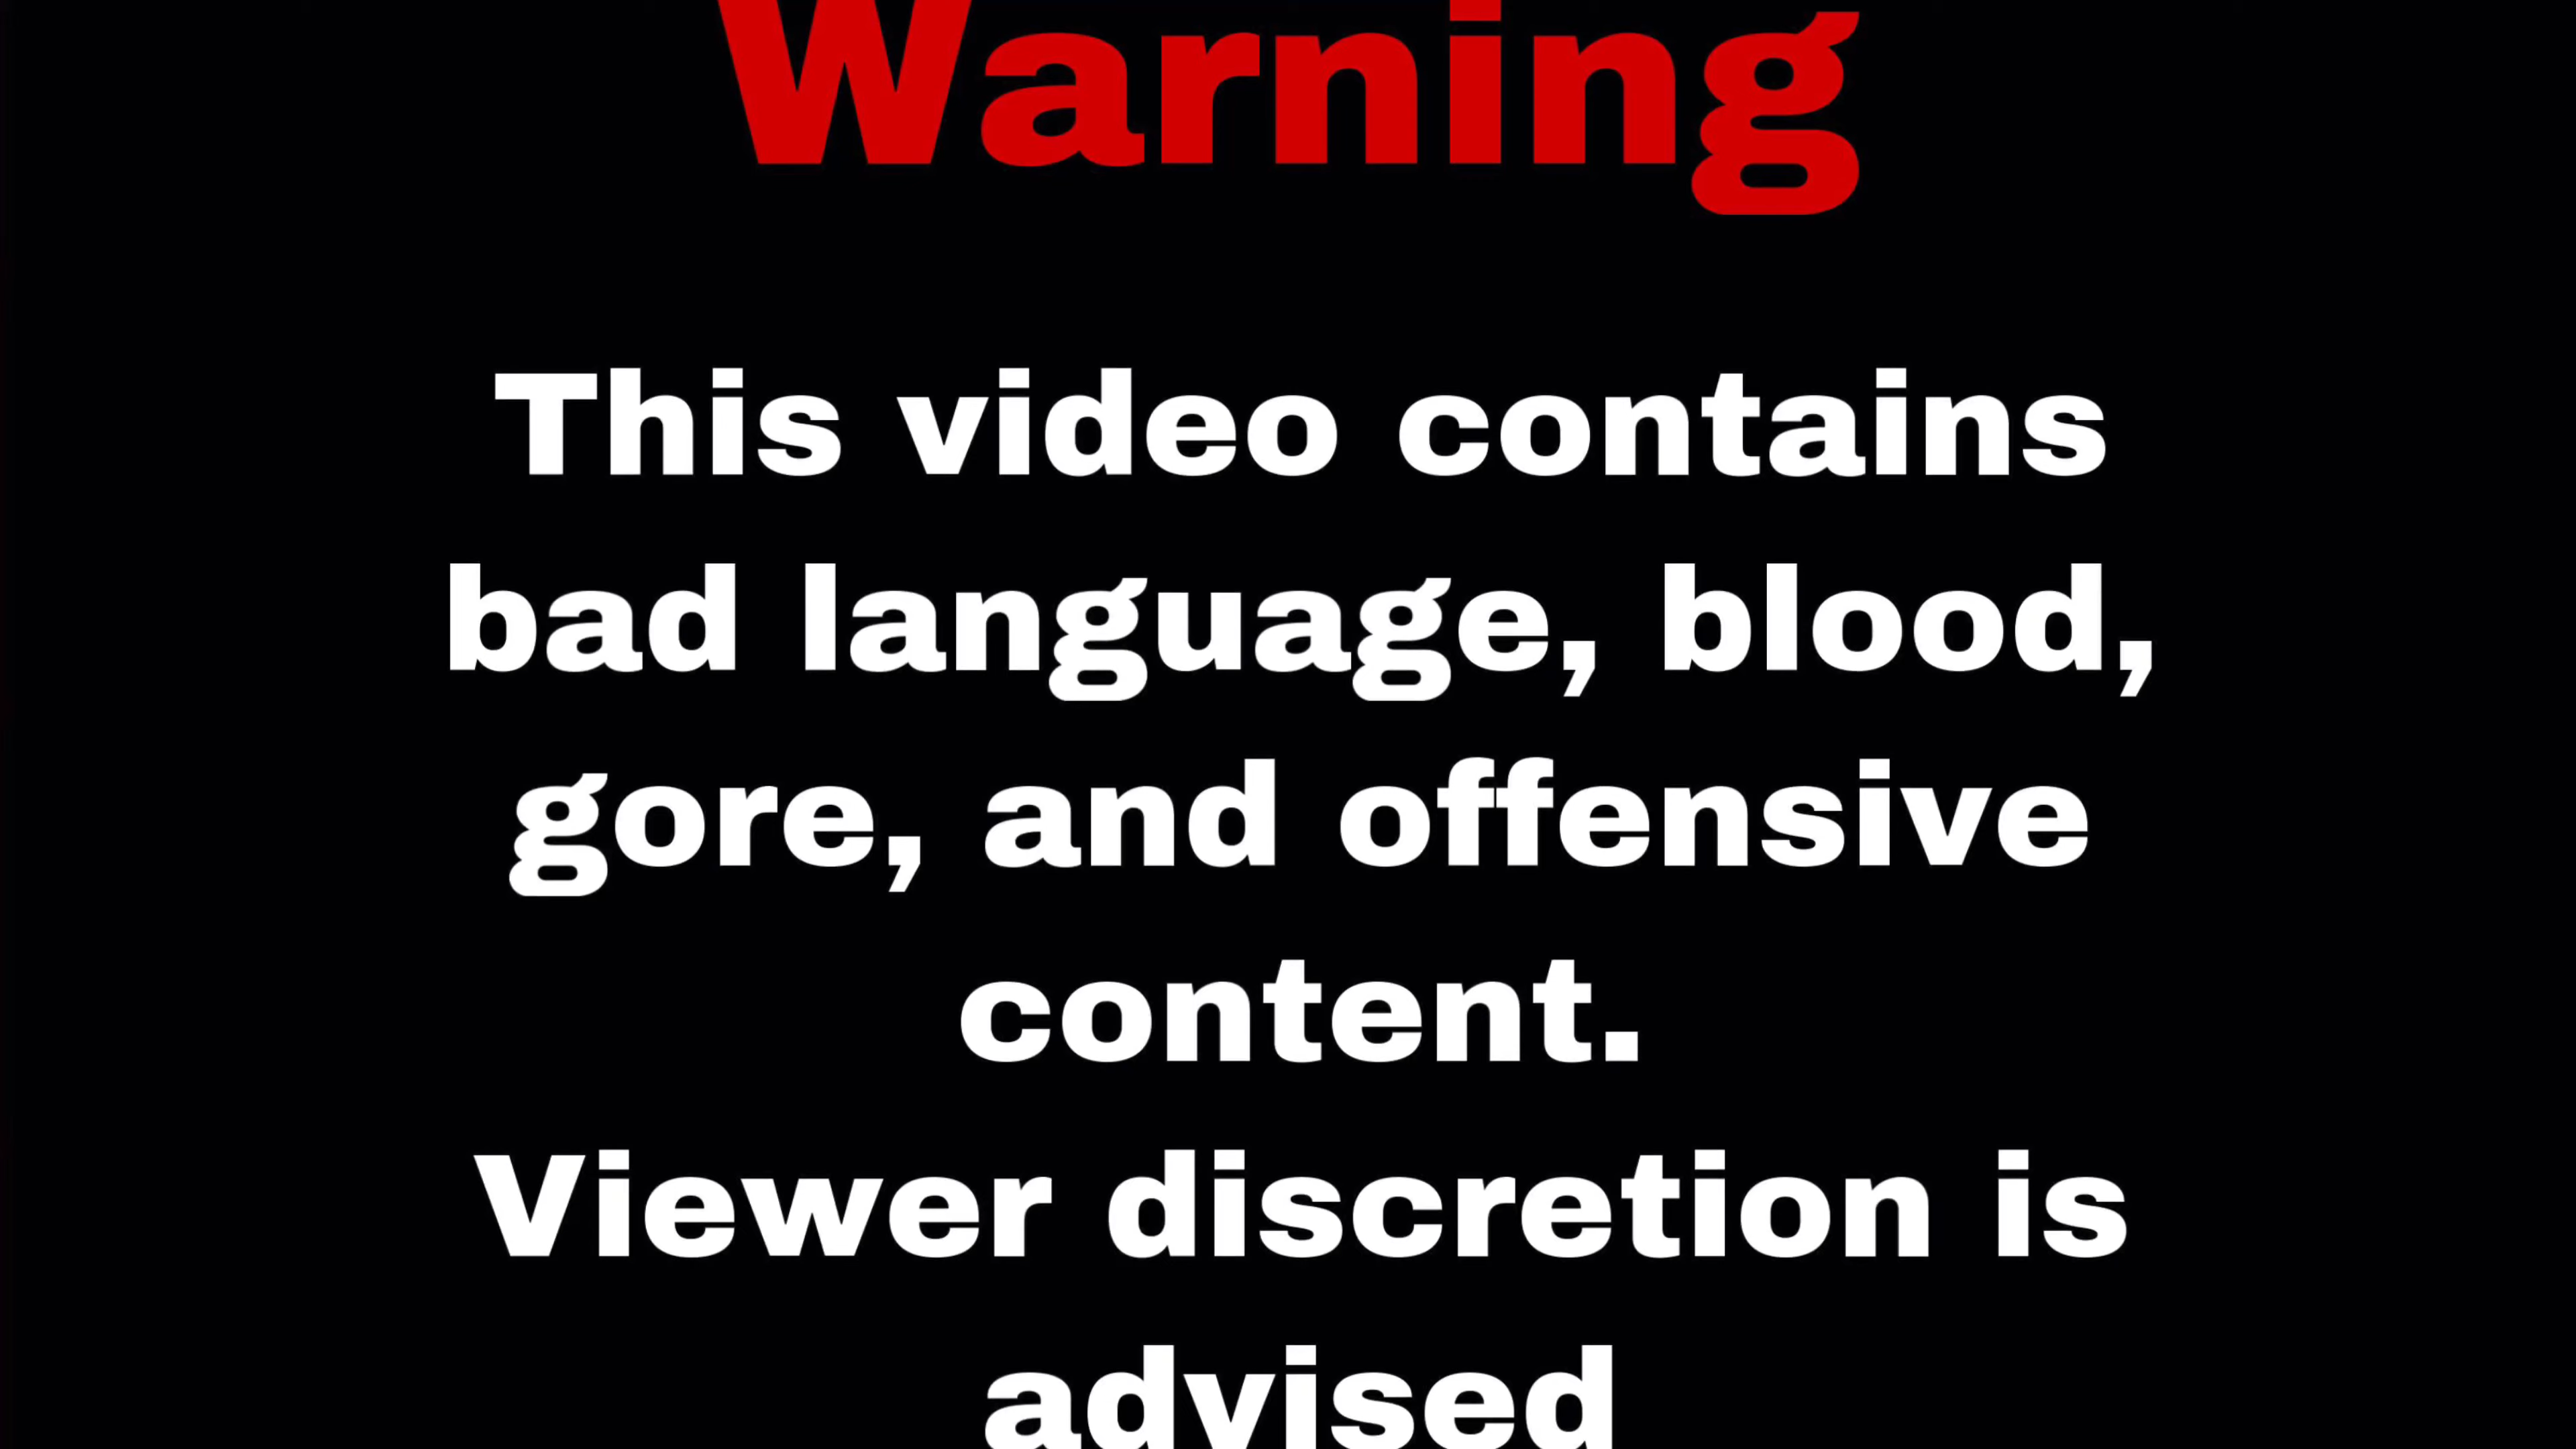 Warning
This video contains
bad language, blood,
gore, and offensive
content.
Viewer discretion is
advised